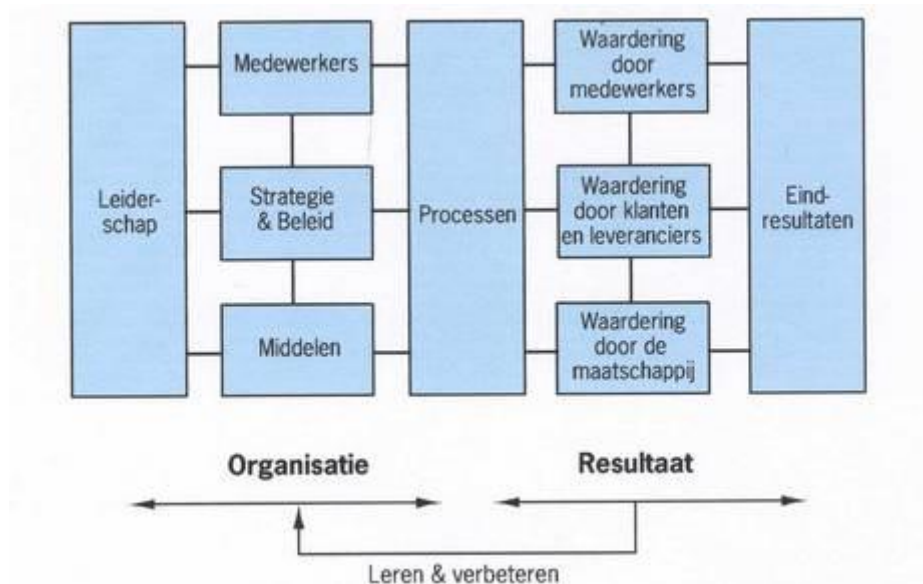 Leider-
schap
Medewerkers
Strategie
& Beleid
Middelen
Processen
Waardering
door
medewerkers
Waardering
door klanten
en leveranciers
Waardering
door de
maatschappij
Eind-
resultaten
Organisatie
Resultaat
Leren & verbeteren